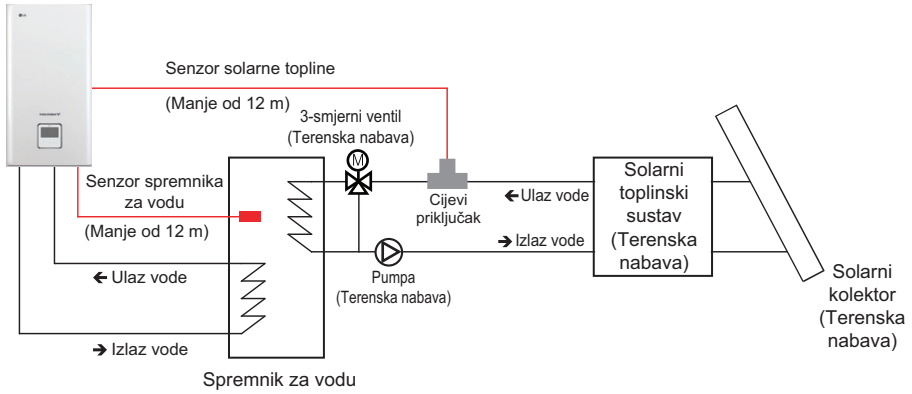 LG
Senzor solarne topline
(Manje od 12 m)
3-smjerni ventil
(Terenska nabava)
M
Senzor spremnika
za vodu
(Manje od 12 m)
Cijevi
priključak
← Ulaz vode
→ Izlaz vode
Solarni
toplinski
sustav
(Terenska
nabava)
Pumpa
(Terenska nabava)
Solarni
kolektor
(Terenska
nabava)
← Ulaz vode
→ Izlaz vode
Spremnik za vodu